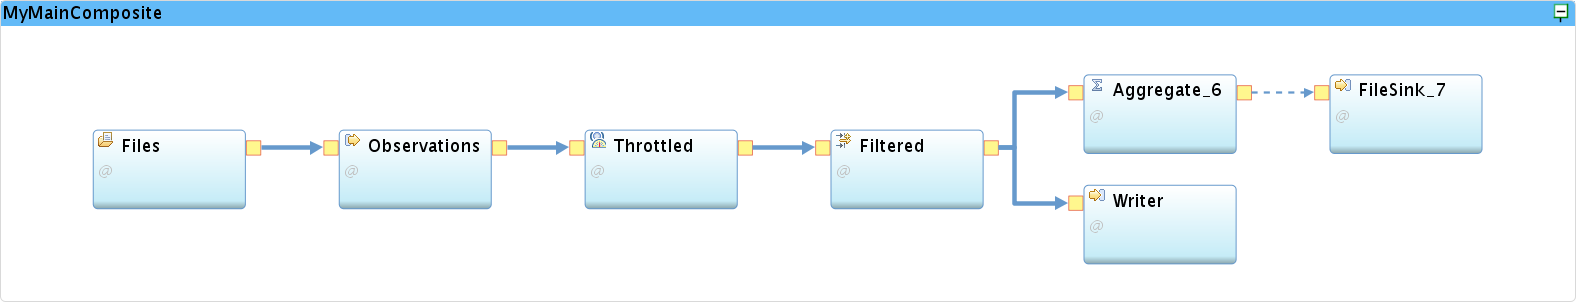 MyMainComposite
Files
@
Observations
@
Throttled
@
Filtered
@
Aggregate_6
@
FileSink_7
@
Writer
@